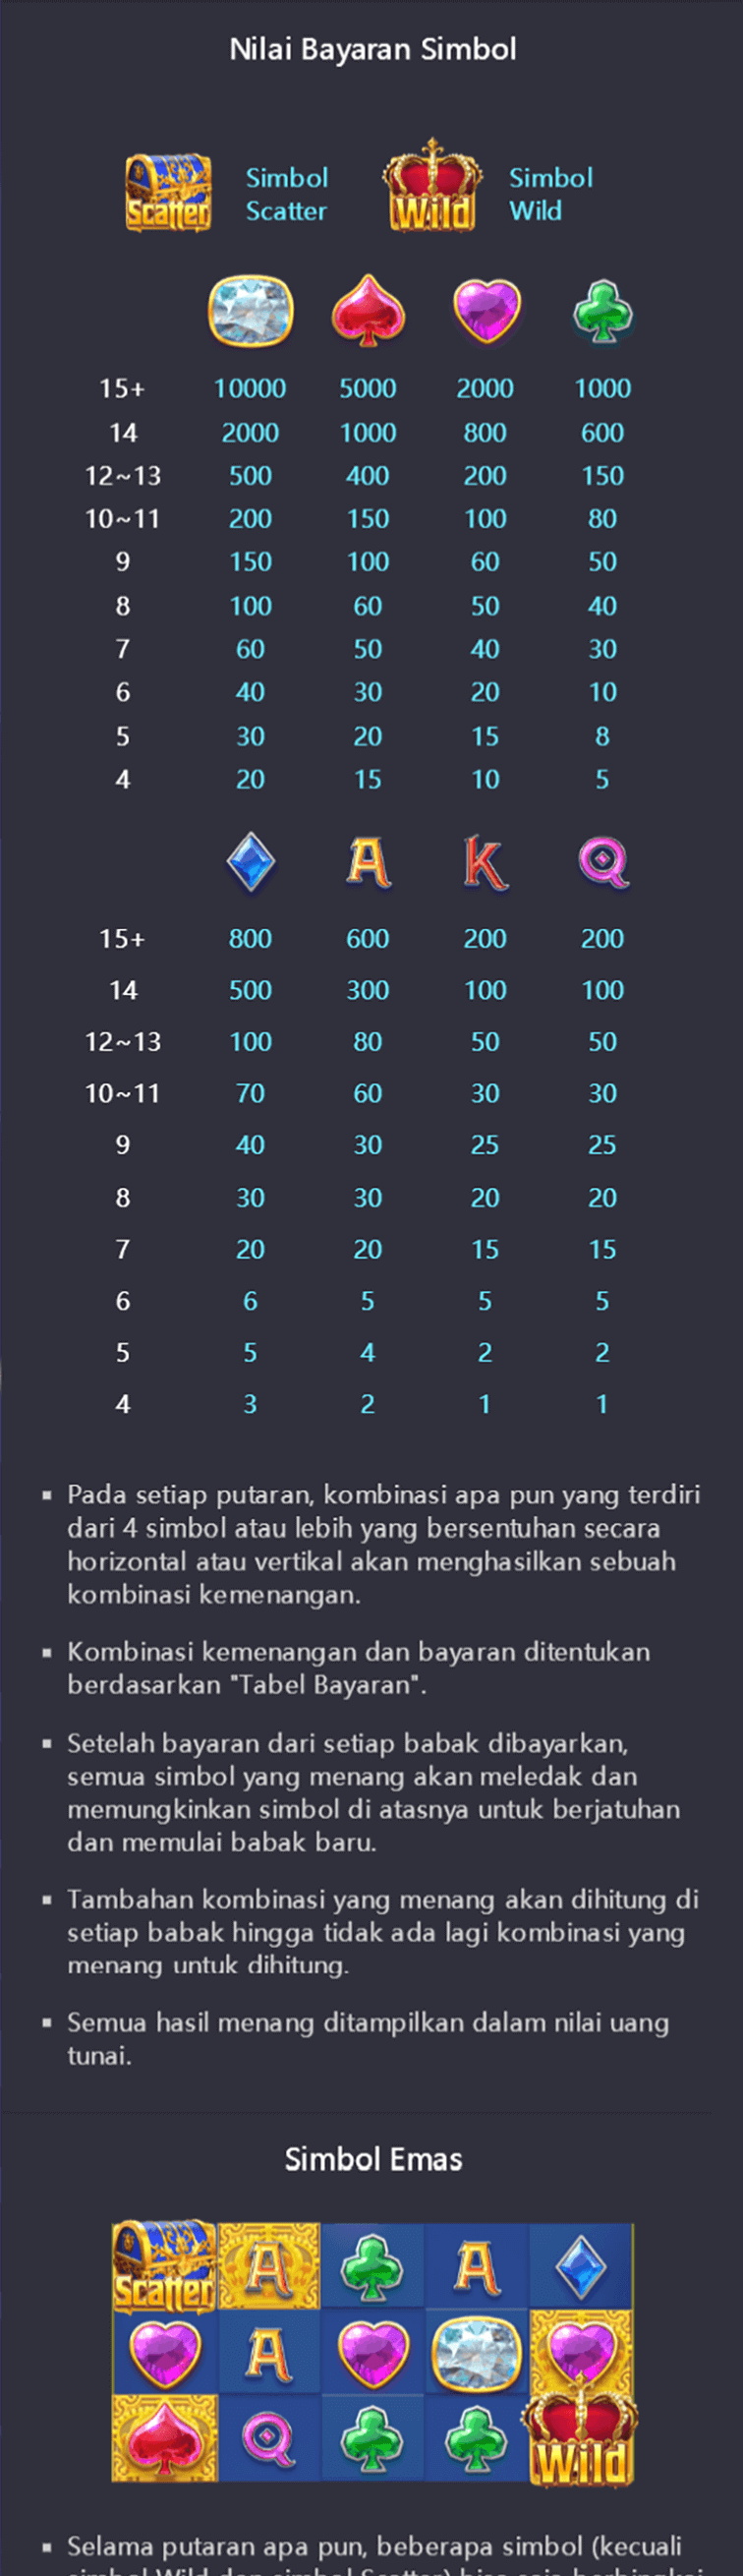 Nilai Bayaran Simbol
Scatter
Simbol
Scatter
Wild
Simbol
Wild
15+ 10000 5000 2000 1000
14 2000 1000 800 600
12~13 500 400 200 150
10~11 200 150 100 80
9 150 100 60 50
8 100 60 50 40
7 60 50 40 30
6 40 30 20 10
5 30 20 15 8
4 20 15 10 5
A K Q
15+ 800 600 200 200
14 500 300 100 100
12~13 100 80 50 50
10~11 70 60 30 30
9 40 30 25 25
8 30 30 20 20
7 20 20 15 15
6 6 5 5 5
5 5 4 2 2
4 3 2 1 1
Pada setiap putaran, kombinasi apa pun yang terdiri
dari 4 simbol atau lebih yang bersentuhan secara
horizontal atau vertikal akan menghasilkan sebuah
kombinasi kemenangan.
Kombinasi kemenangan dan bayaran ditentukan
berdasarkan "Tabel Bayaran".
Setelah bayaran dari setiap babak dibayarkan,
semua simbol yang menang akan meledak dan
memungkinkan simbol di atasnya untuk berjatuhan
dan memulai babak baru.
Tambahan kombinasi yang menang akan dihitung di
setiap babak hingga tidak ada lagi kombinasi yang
menang untuk dihitung.
Semua hasil menang ditampilkan dalam nilai uang
tunai.
Simbol Emas
Scatter A A
A
Q Wild
Selama putaran apa pun, beberapa simbol (kecuali